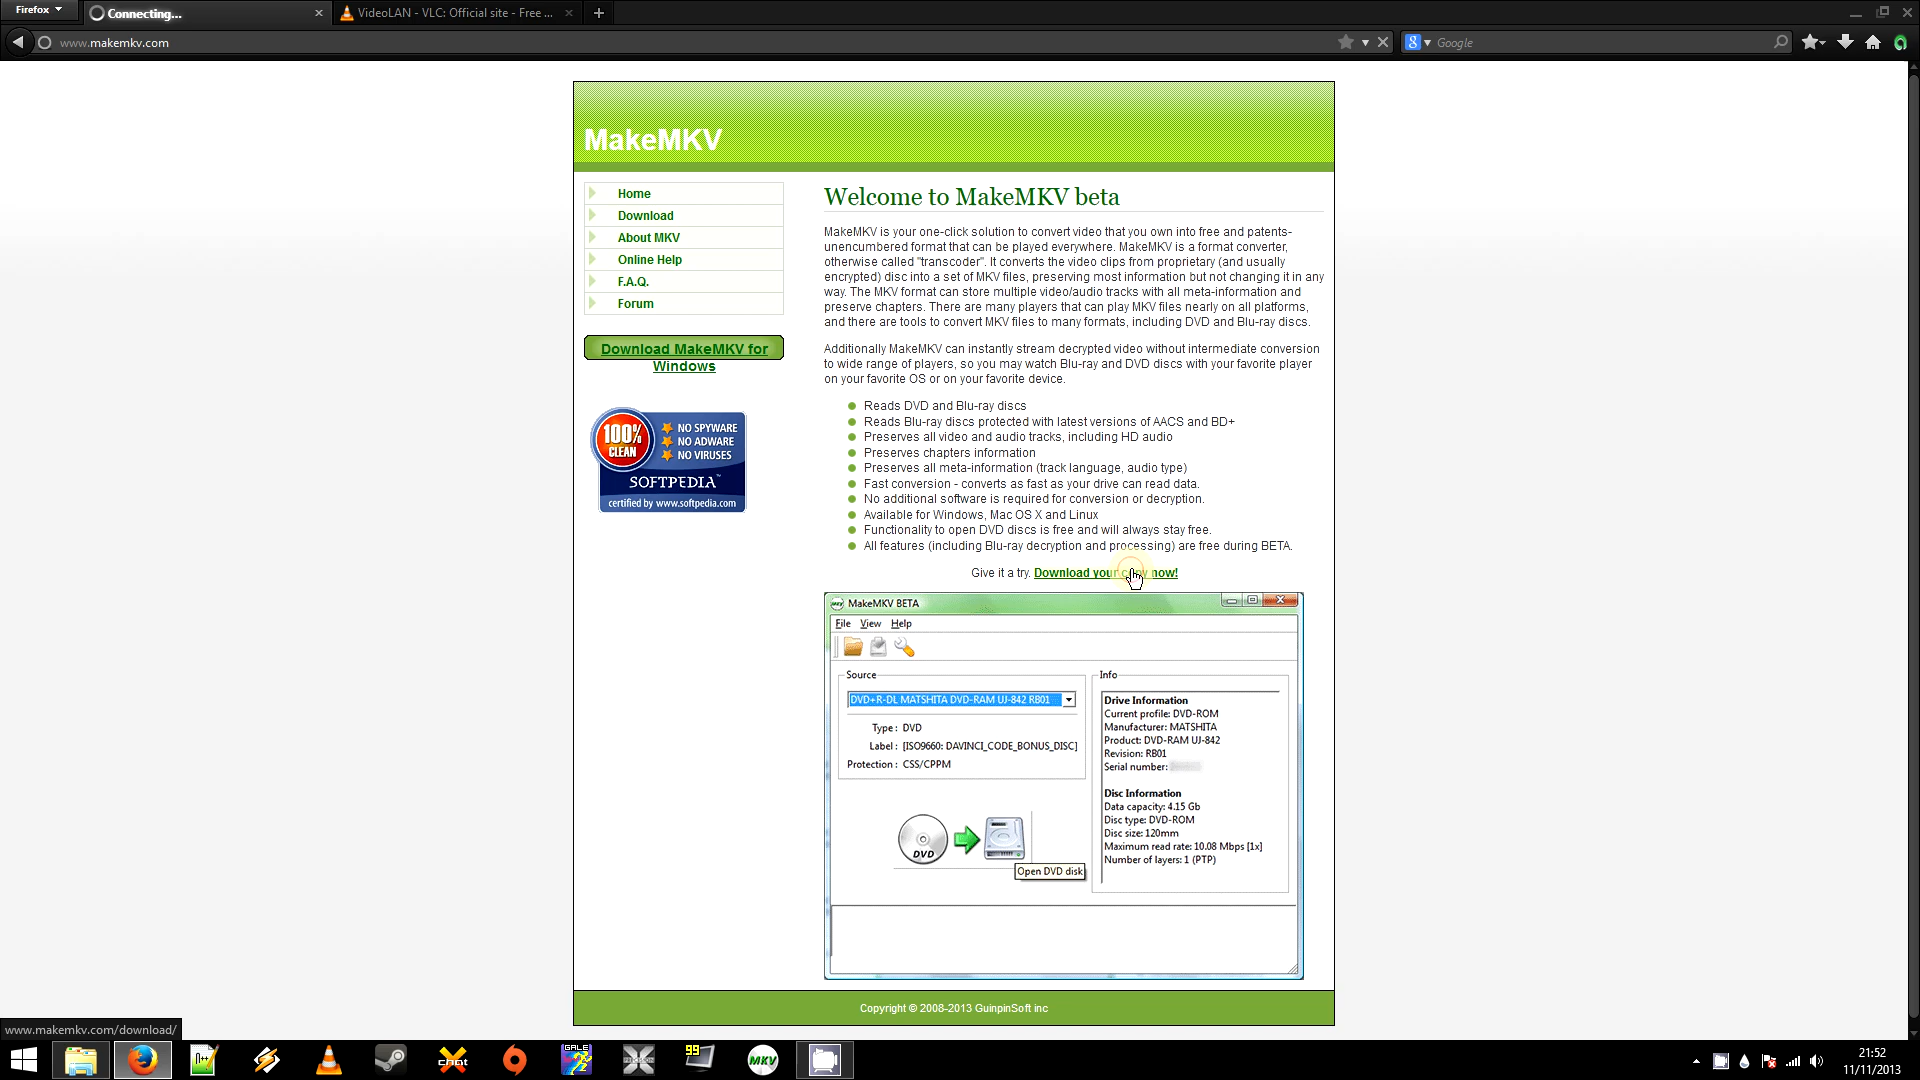 Firefox
Connecting...
VideoLAN - VLC: Official site - Free ...
www.makemkv.com
Google
MakeMKV
Home
Download
About MKV
Online Help
F.A.Q.
Forum
Download MakeMKV for
Windows
100%
CLEAN
NO SPYWARE
NO ADWARE
NO VIRUSES
SOFTPEDIA™
certified by www.softpedia.com
Welcome to MakeMKV beta
MakeMKV is your one-click solution to convert video that you own into free and patents-
unencumbered format that can be played everywhere. MakeMKV is a format converter,
otherwise called "transcoder". It converts the video clips from proprietary (and usually
encrypted) disc into a set of MKV files, preserving most information but not changing it in any
way. The MKV format can store multiple video/audio tracks with all meta-information and
preserve chapters. There are many players that can play MKV files nearly on all platforms,
and there are tools to convert MKV files to many formats, including DVD and Blu-ray discs.
Additionally MakeMKV can instantly stream decrypted video without intermediate conversion
to wide range of players, so you may watch Blu-ray and DVD discs with your favorite player
on your favorite OS or on your favorite device.
Reads DVD and Blu-ray discs
Reads Blu-ray discs protected with latest versions of AACS and BD+
Preserves all video and audio tracks, including HD audio
Preserves chapters information
Preserves all meta-information (track language, audio type)
Fast conversion - converts as fast as your drive can read data.
No additional software is required for conversion or decryption.
Available for Windows, Mac OS X and Linux
Functionality to open DVD discs is free and will always stay free.
All features (including Blu-ray decryption and processing) are free during BETA.
Give it a try. Download your copy now!
MakeMKV BETA
File View Help
Source
DVD+R-DL MATSHITA DVD-RAM UJ-842 RB01
Type: DVD
Label: [ISO9660: DAVINCI_CODE_BONUS_DISC]
Protection: CSS/CPPM
DVD
Open DVD disk
Info
Drive Information
Current profile: DVD-ROM
Manufacturer: MATSHITA
Product: DVD-RAM UJ-842
Revision: RB01
Serial number:
Disc Information
Data capacity: 4.15 Gb
Disc type: DVD-ROM
Disc size: 120mm
Maximum read rate: 10.08 Mbps [1x]
Number of layers: 1 (PTP)
Copyright © 2008-2013 GuinpinSoft inc
www.makemkv.com/download/
GALE
99
MKV
21:52
11/11/2013